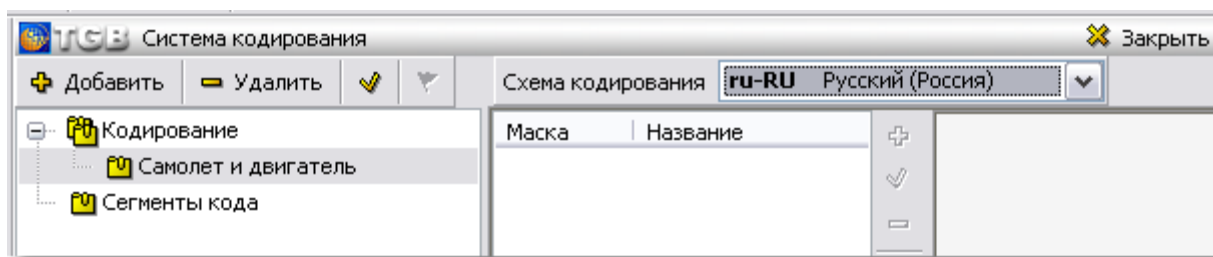 TGB Система кодирования Закрыть
Добавить Удалить Схема кодирования ru-RU Русский (Россия)
Кодирование Маска Название
Самолет и двигатель
Сегменты кода